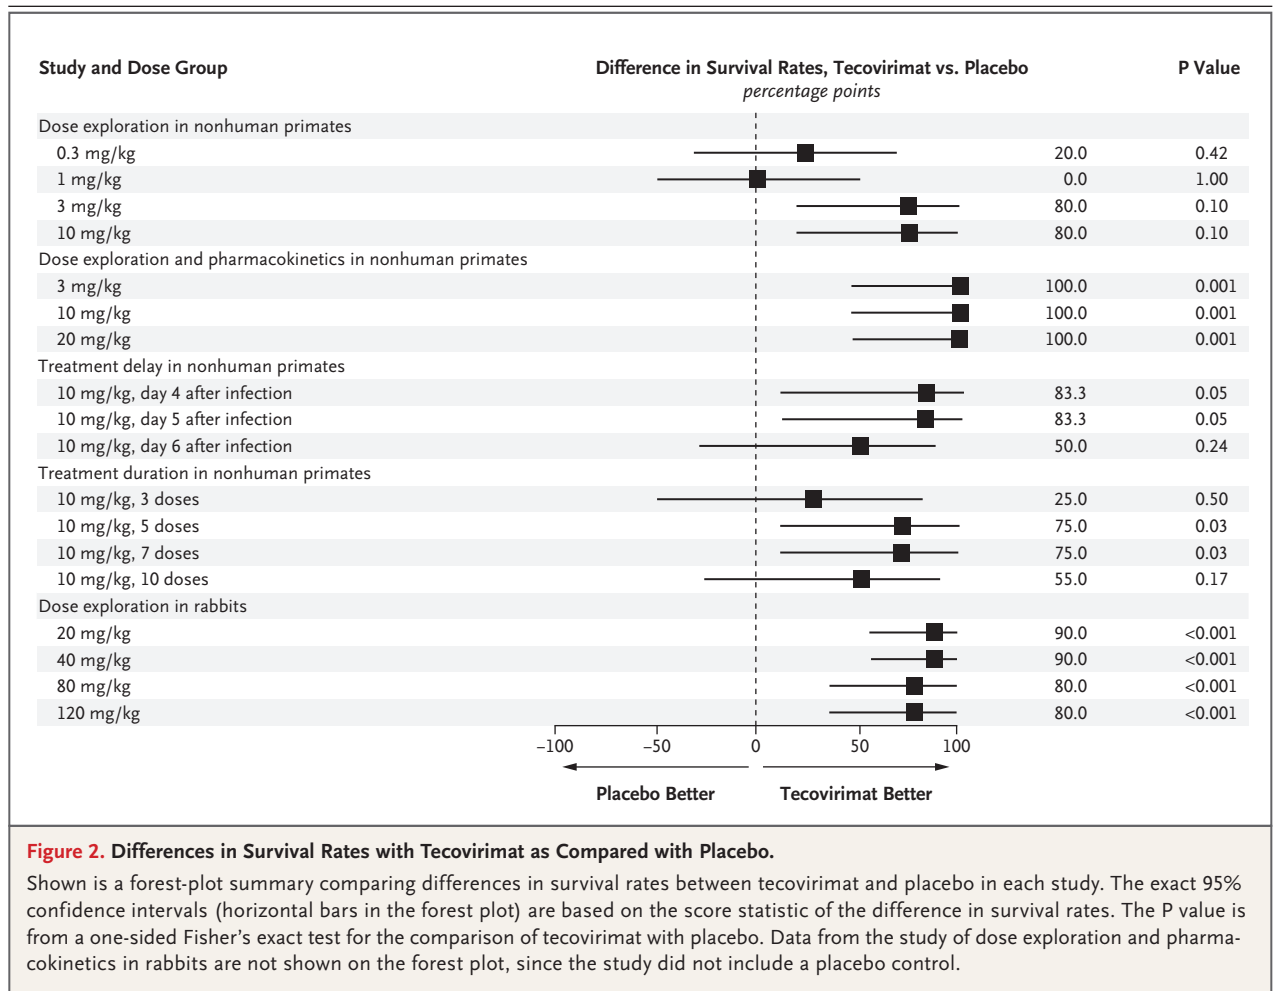 Study and Dose Group Difference in Survival Rates, Tecovirimat vs. Placebo P Value
percentage points
Dose exploration in nonhuman primates
0.3 mg/kg 20.0 0.42
1 mg/kg 0.0 1.00
3 mg/kg 80.0 0.10
10 mg/kg 80.0 0.10
Dose exploration and pharmacokinetics in nonhuman primates
3 mg/kg 100.0 0.001
10 mg/kg 100.0 0.001
20 mg/kg 100.0 0.001
Treatment delay in nonhuman primates
10 mg/kg, day 4 after infection 83.3 0.05
10 mg/kg, day 5 after infection 83.3 0.05
10 mg/kg, day 6 after infection 50.0 0.24
Treatment duration in nonhuman primates
10 mg/kg, 3 doses 25.0 0.50
10 mg/kg, 5 doses 75.0 0.03
10 mg/kg, 7 doses 75.0 0.03
10 mg/kg, 10 doses 55.0 0.17
Dose exploration in rabbits
20 mg/kg 90.0 <0.001
40 mg/kg 90.0 <0.001
80 mg/kg 80.0 <0.001
120 mg/kg 80.0 <0.001
−100 −50 0 50 100
Placebo Better Tecovirimat Better
Figure 2. Differences in Survival Rates with Tecovirimat as Compared with Placebo.
Shown is a forest-plot summary comparing differences in survival rates between tecovirimat and placebo in each study. The exact 95%
confidence intervals (horizontal bars in the forest plot) are based on the score statistic of the difference in survival rates. The P value is
from a one-sided Fisher's exact test for the comparison of tecovirimat with placebo. Data from the study of dose exploration and pharma-
cokinetics in rabbits are not shown on the forest plot, since the study did not include a placebo control.